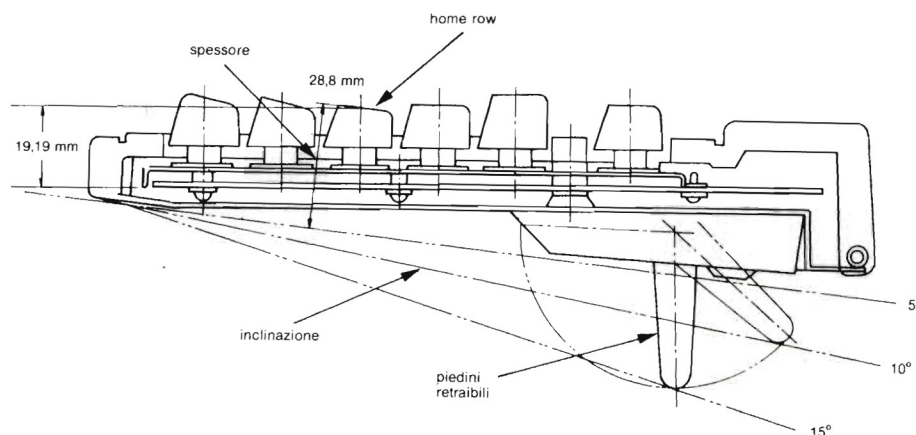 home row
spessore
28,8 mm
19,19 mm
inclinazione
piedini
retraibili
5
10°
15°